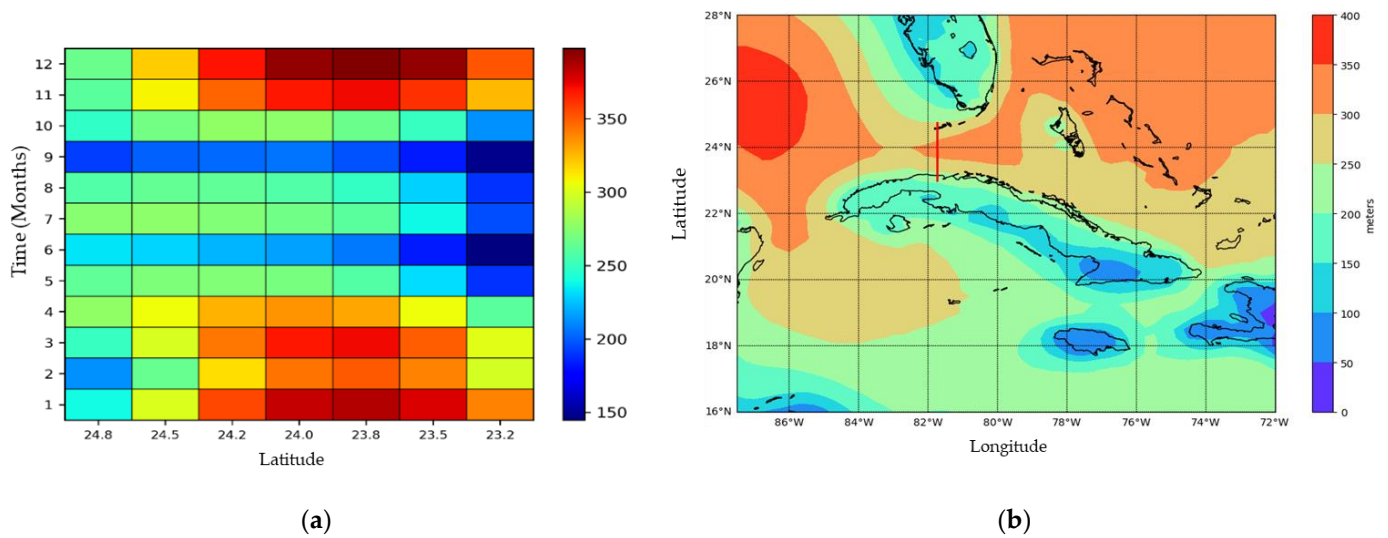 12
11
10
9
8
7
6
5
4
3
2
1
Time (Months)
24.8 24.5 24.2 24.0 23.8 23.5 23.2
Latitude
350
300
250
200
150
(a)
28°N
26°N
24°N
22°N
20°N
18°N
16°N
Latitude
86°W 84°W 82°W 80°W 78°W 76°W 74°W 72°W
Longitude
400
350
300
250
200
150
100
50
0
meters
(b)